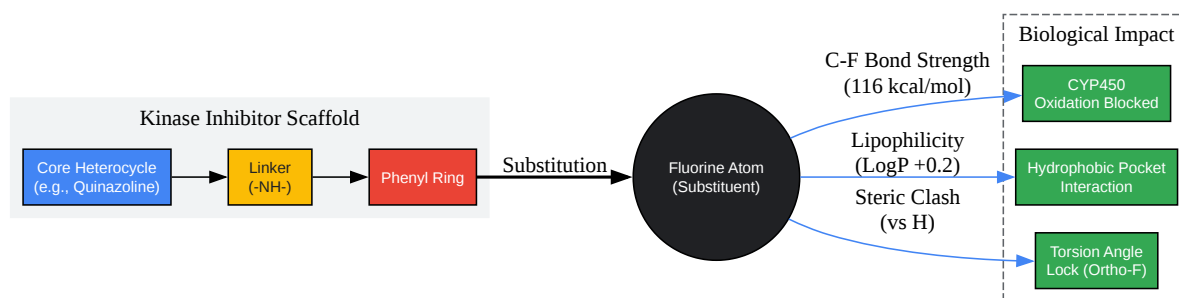 Kinase Inhibitor Scaffold
Core Heterocycle
(e.g., Quinazoline)
Linker
(-NH-)
Phenyl Ring
Substitution
Fluorine Atom
(Substituent)
C-F Bond Strength
(116 kcal/mol)
Lipophilicity
(LogP +0.2)
Steric Clash
(vs H)
Biological Impact
CYP450
Oxidation Blocked
Hydrophobic Pocket
Interaction
Torsion Angle
Lock (Ortho-F)